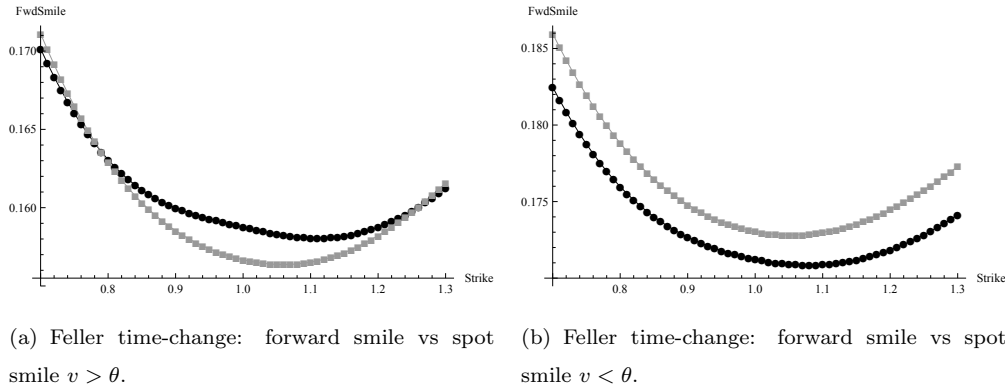 FwdSmile
0.170
0.165
0.160
0.8 0.9 1.0 1.1 1.2 1.3
Strike
FwdSmile
0.185
0.180
0.175
0.8 0.9 1.0 1.1 1.2 1.3
Strike
(a) Feller time-change: forward smile vs spot
smile v > θ.
(b) Feller time-change: forward smile vs spot
smile v < θ.